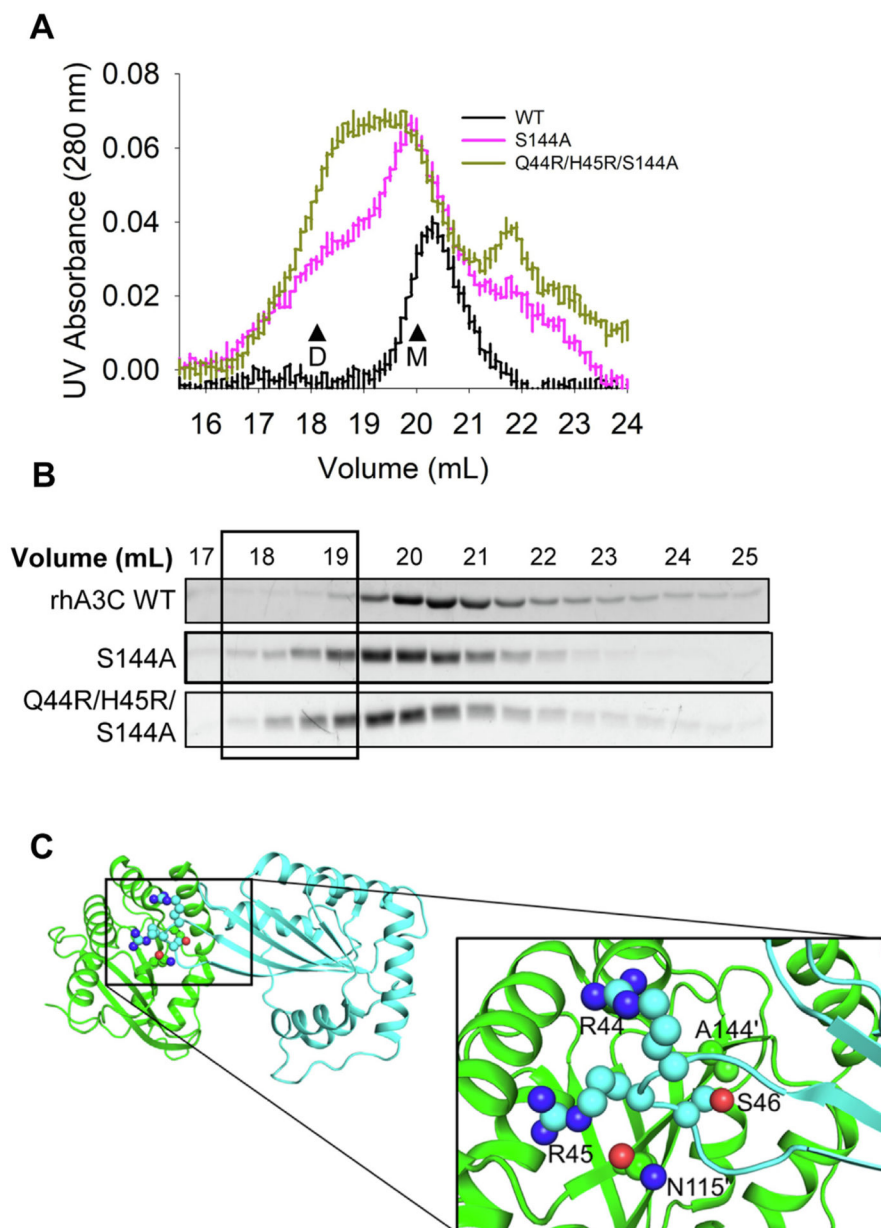 A
0.08
0.06
0.04
0.02
0.00
UV Absorbance (280 nm)
WT
S144A
Q44R/H45R/S144A
D
M
16 17 18 19 20 21 22 23 24
Volume (mL)
B
Volume (mL) 17 18 19 20 21 22 23 24 25
rhA3C WT
S144A
Q44R/H45R/
S144A
C
R44
A144'
S46
R45
N115'